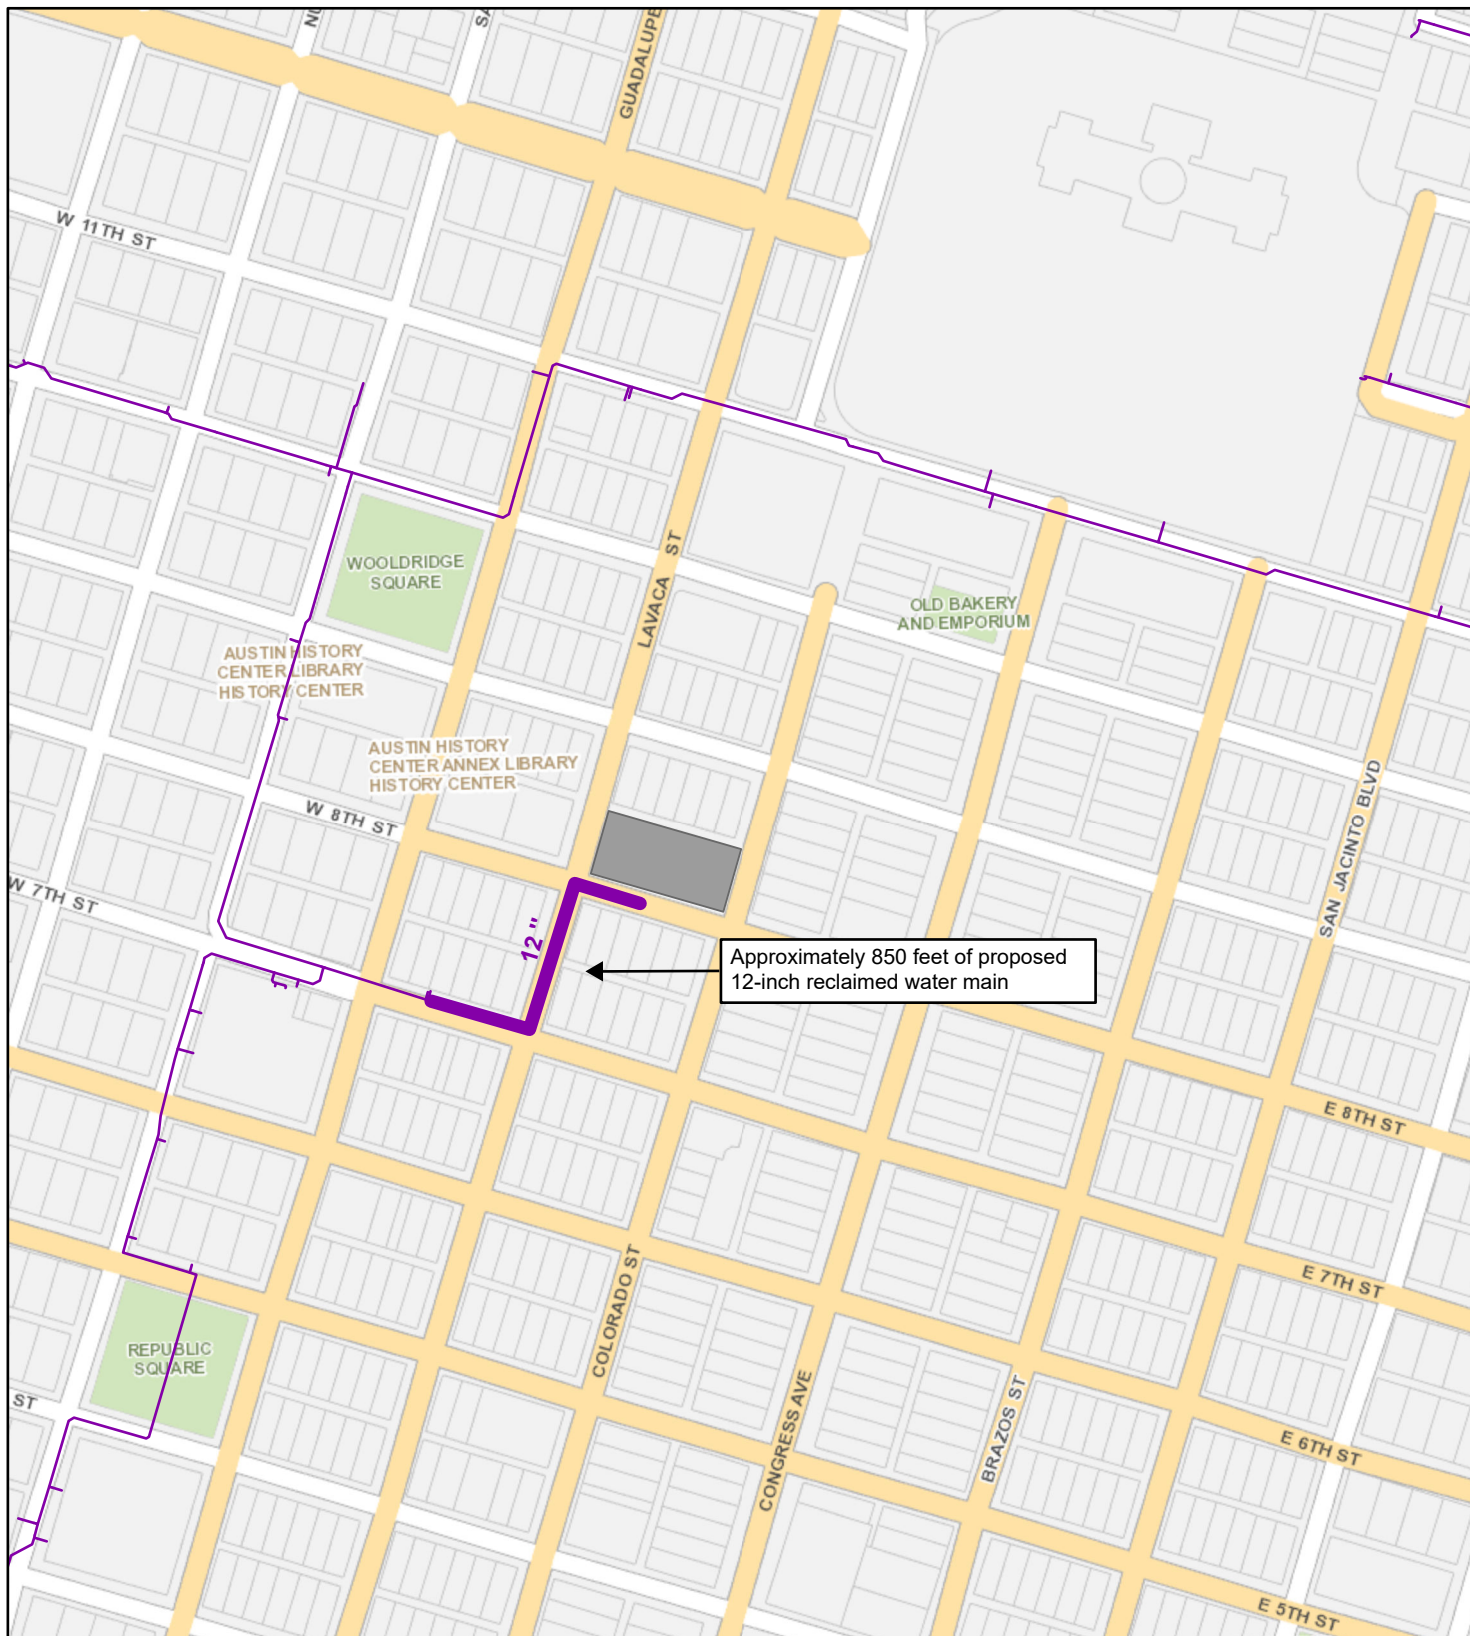 NU
SA
GUADALUPE
W 11TH ST
WOOLDRIDGE
SQUARE
LAVACA ST
OLD BAKERY
AND EMPORIUM
AUSTIN HISTORY
CENTER LIBRARY
HISTORY CENTER
AUSTIN HISTORY
CENTER ANNEX LIBRARY
HISTORY CENTER
W 8TH ST
SAN JACINTO BLVD
W 7TH ST
12 "
Approximately 850 feet of proposed
12-inch reclaimed water main
E 8TH ST
E 7TH ST
COLORADO ST
REPUBLIC
SQUARE
ST
CONGRESS AVE
BRAZOS ST
E 6TH ST
E 5TH ST